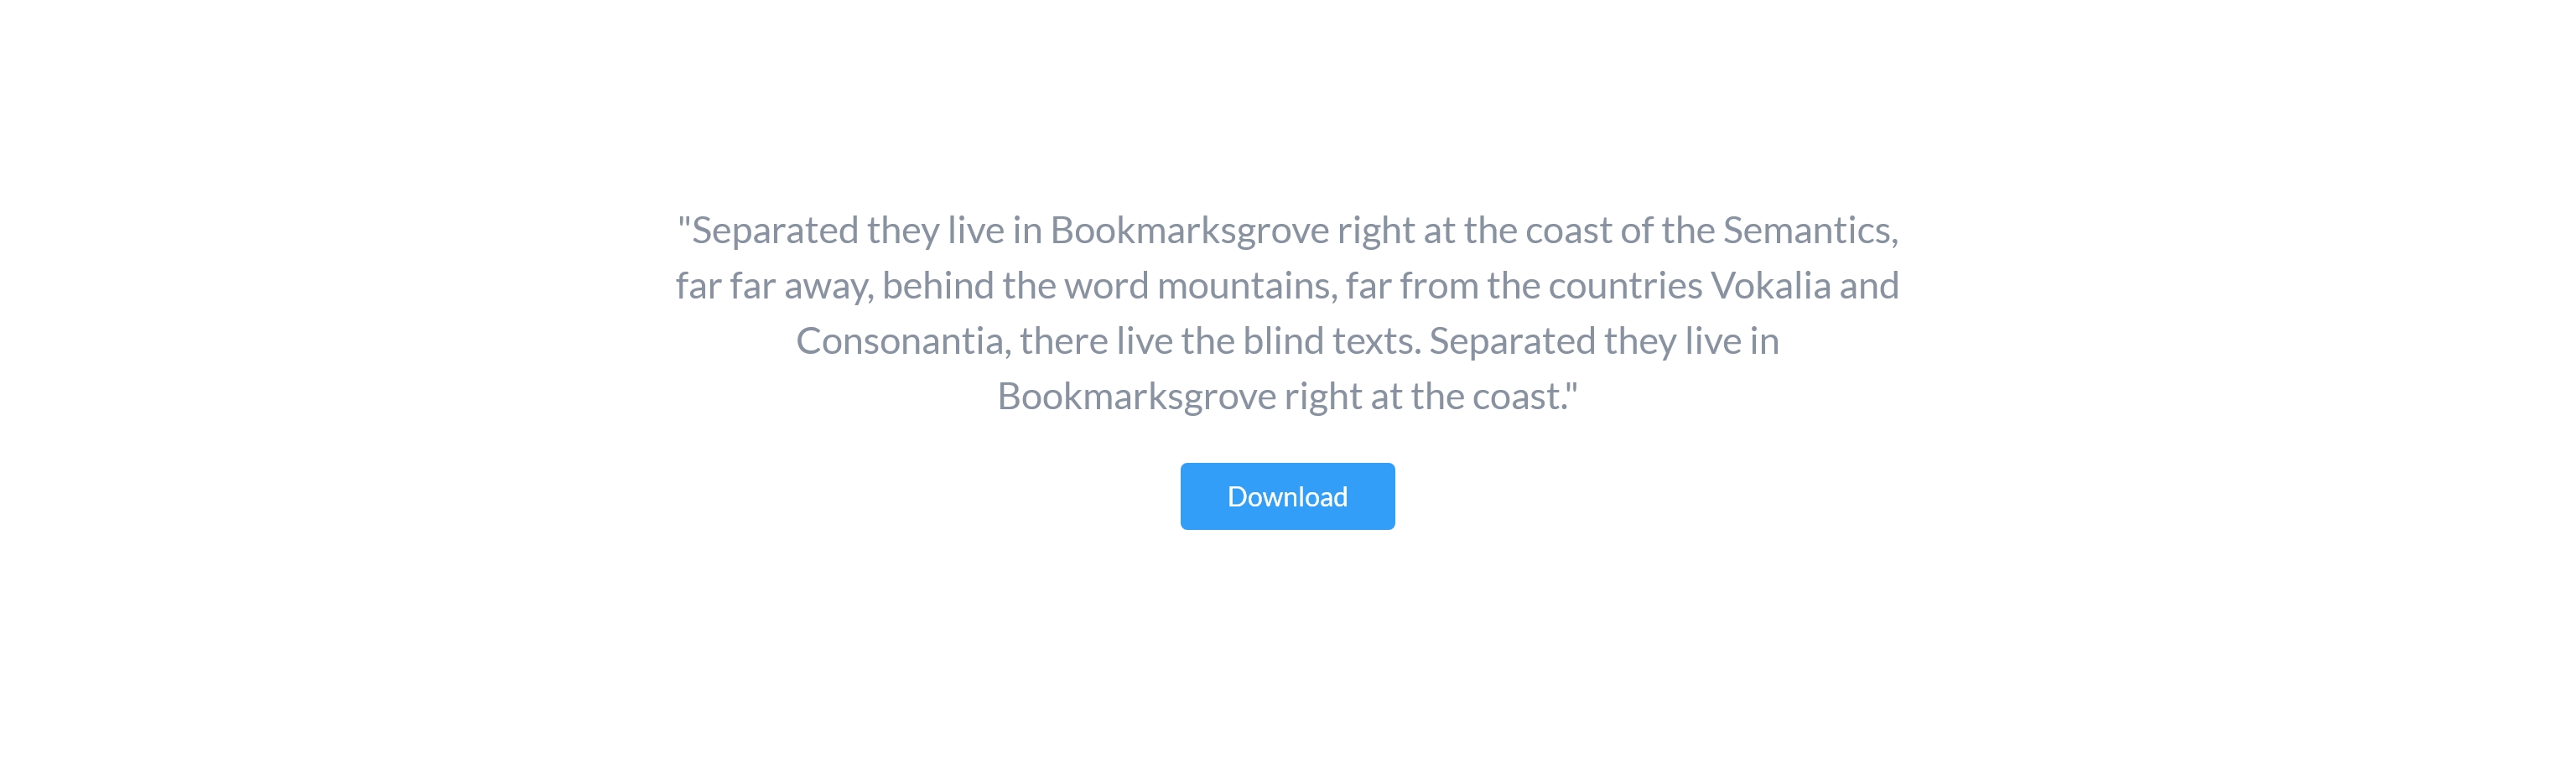 "Separated they live in Bookmarksgrove right at the coast of the Semantics,
far far away, behind the word mountains, far from the countries Vokalia and
Consonantia, there live the blind texts. Separated they live in
Bookmarksgrove right at the coast."
Download